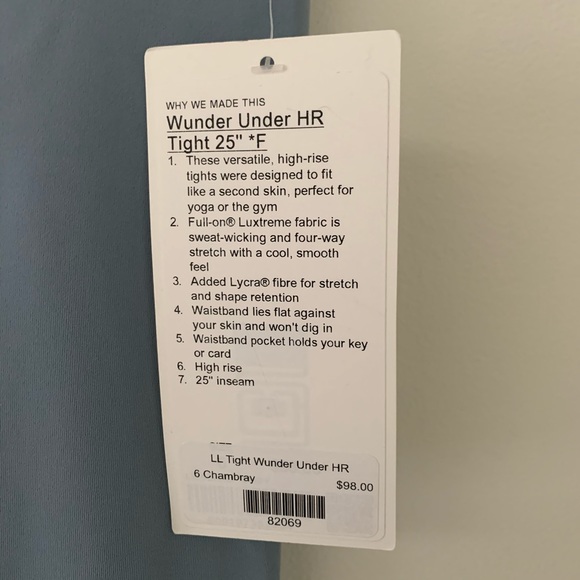 WHY WE MADE THIS
Wunder Under HR
Tight 25" *F
1. These versatile, high-rise
tights were designed to fit
like a second skin, perfect for
yoga or the gym
2. Full-on® Luxtreme fabric is
sweat-wicking and four-way
stretch with a cool, smooth
feel
3. Added Lycra® fibre for stretch
and shape retention
4. Waistband lies flat against
your skin and won't dig in
5. Waistband pocket holds your key
or card
6. High rise
7. 25" inseam
LL Tight Wunder Under HR
6 Chambray
$98.00
82069